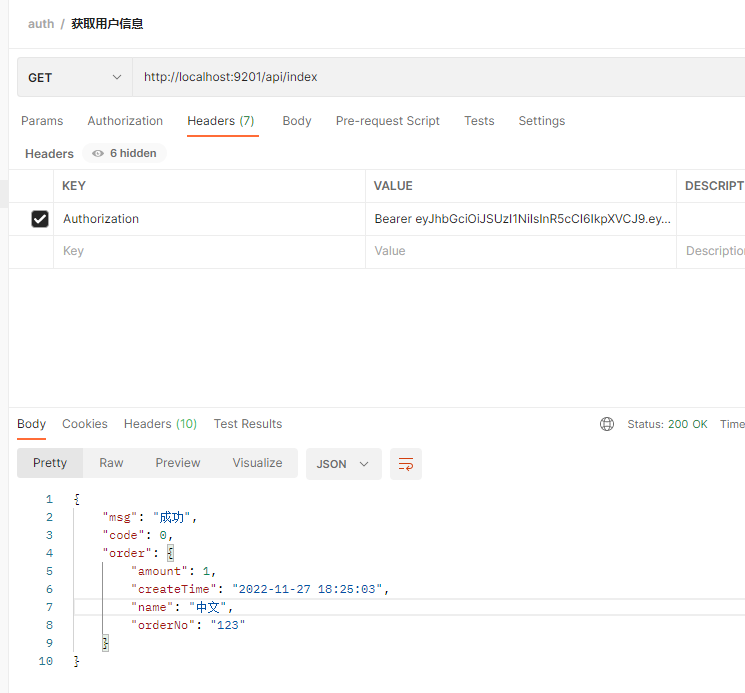 auth / 获取用户信息
GET http://localhost:9201/api/index
Params Authorization Headers (7) Body Pre-request Script Tests Settings
Headers 6 hidden
KEY VALUE DESCRIPT
Authorization Bearer eyJhbGciOiJSUzI1NiIsInR5cCI6IkpXVCJ9.ey...
Key Value Descriptio
Body Cookies Headers (10) Test Results Status: 200 OK Time
Pretty Raw Preview Visualize JSON
1 {
2 "msg": "成功",
3 "code": 0,
4 "order": {
5 "amount": 1,
6 "createTime": "2022-11-27 18:25:03",
7 "name": "中文",
8 "orderNo": "123"
9 }
10 }